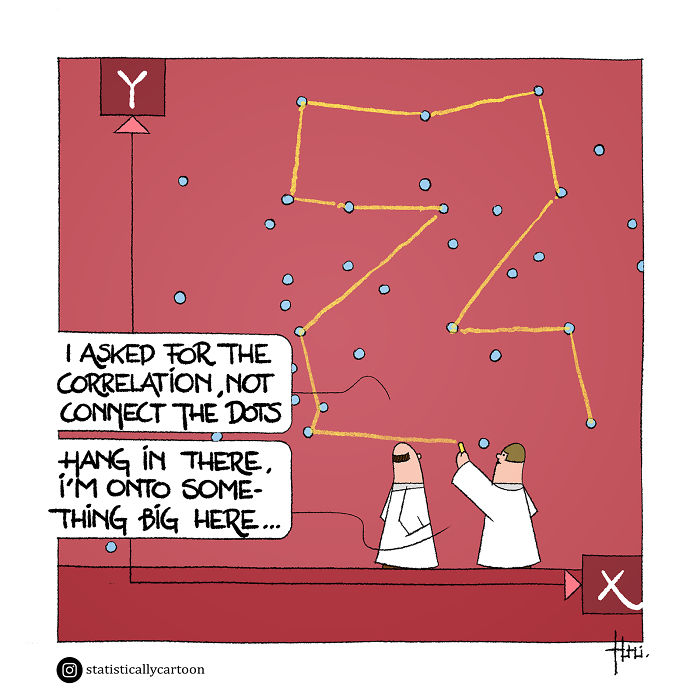 Y
I ASKED FOR THE
CORRELATION, NOT
CONNECT THE DOTS
HANG iN THERE,
i'M ONTO SOME-
THING BiG HERE...
X
statisticallycartoon